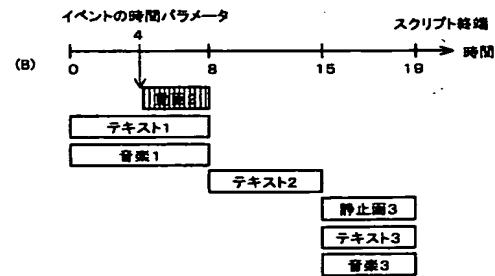 イベントの時間パラメータ
スクリプト終端
4
時間
(B)
0
8
15
19
テキスト1
音楽1
テキスト2
静止画3
テキスト3
音楽3